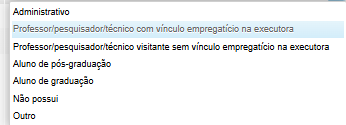 Administrativo
Professor/pesquisador/técnico com vínculo empregatício na executora
Professor/pesquisador/técnico visitante sem vínculo empregatício na executora
Aluno de pós-graduação
Aluno de graduação
Não possui
Outro